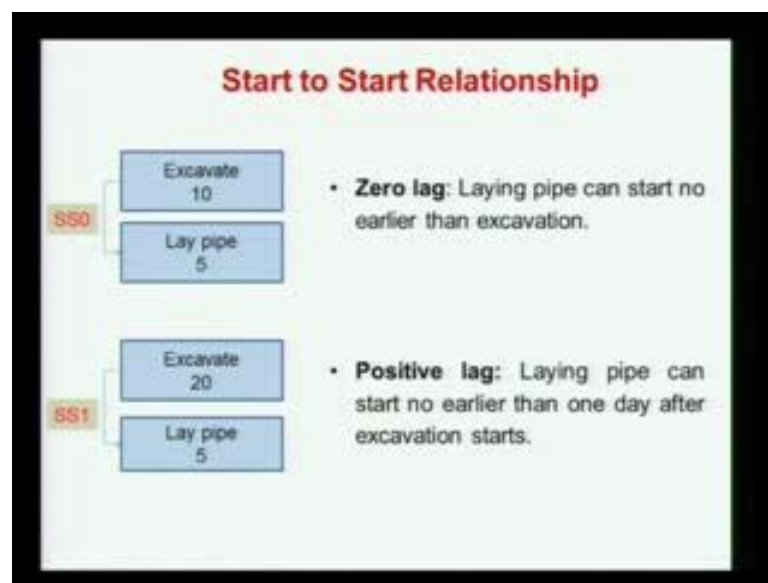 Start to Start Relationship
SS0
Excavate
10
Lay pipe
5
• Zero lag: Laying pipe can start no
earlier than excavation.
SS1
Excavate
20
Lay pipe
5
• Positive lag: Laying pipe can
start no earlier than one day after
excavation starts.